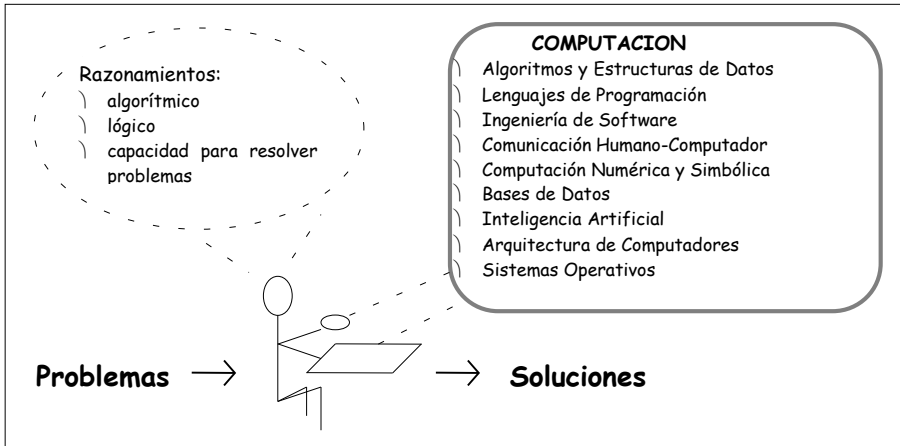 Razonamientos:
algorítmico
lógico
capacidad para resolver
problemas
COMPUTACION
Algoritmos y Estructuras de Datos
Lenguajes de Programación
Ingeniería de Software
Comunicación Humano-Computador
Computación Numérica y Simbólica
Bases de Datos
Inteligencia Artificial
Arquitectura de Computadores
Sistemas Operativos
Problemas
Soluciones